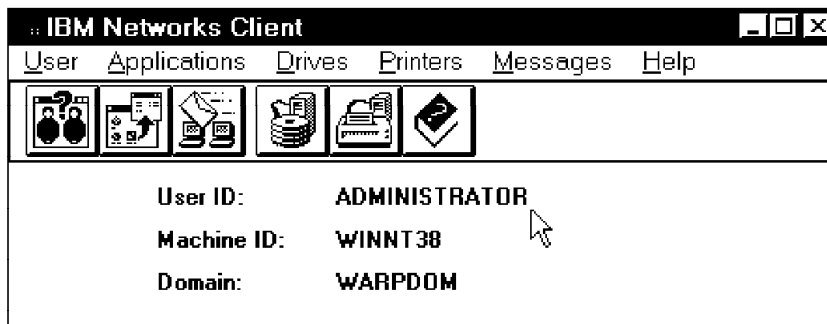 IBM Networks Client
User Applications Drives Printers Messages Help
User ID: ADMINISTRATOR
Machine ID: WINNT38
Domain: WARPDOM